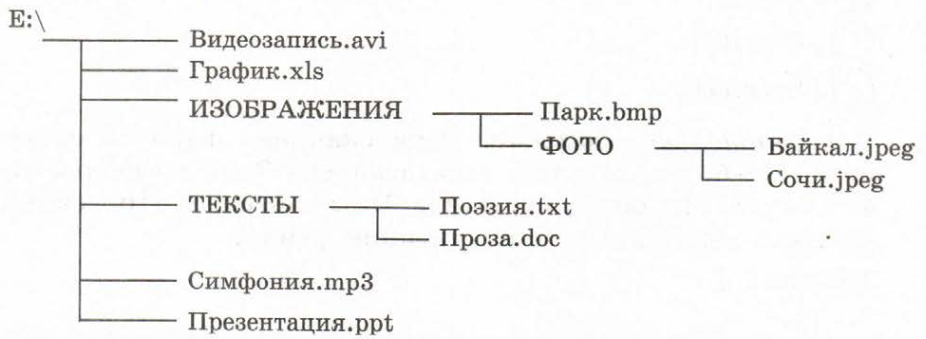 E:\
Видеозапись.avi
График.xls
ИЗОБРАЖЕНИЯ Парк.bmp
ФОТО Байкал.jpeg
Сочи.jpeg
ТЕКСТЫ Поэзия.txt
Проза.doc
Симфония.mp3
Презентация.ppt